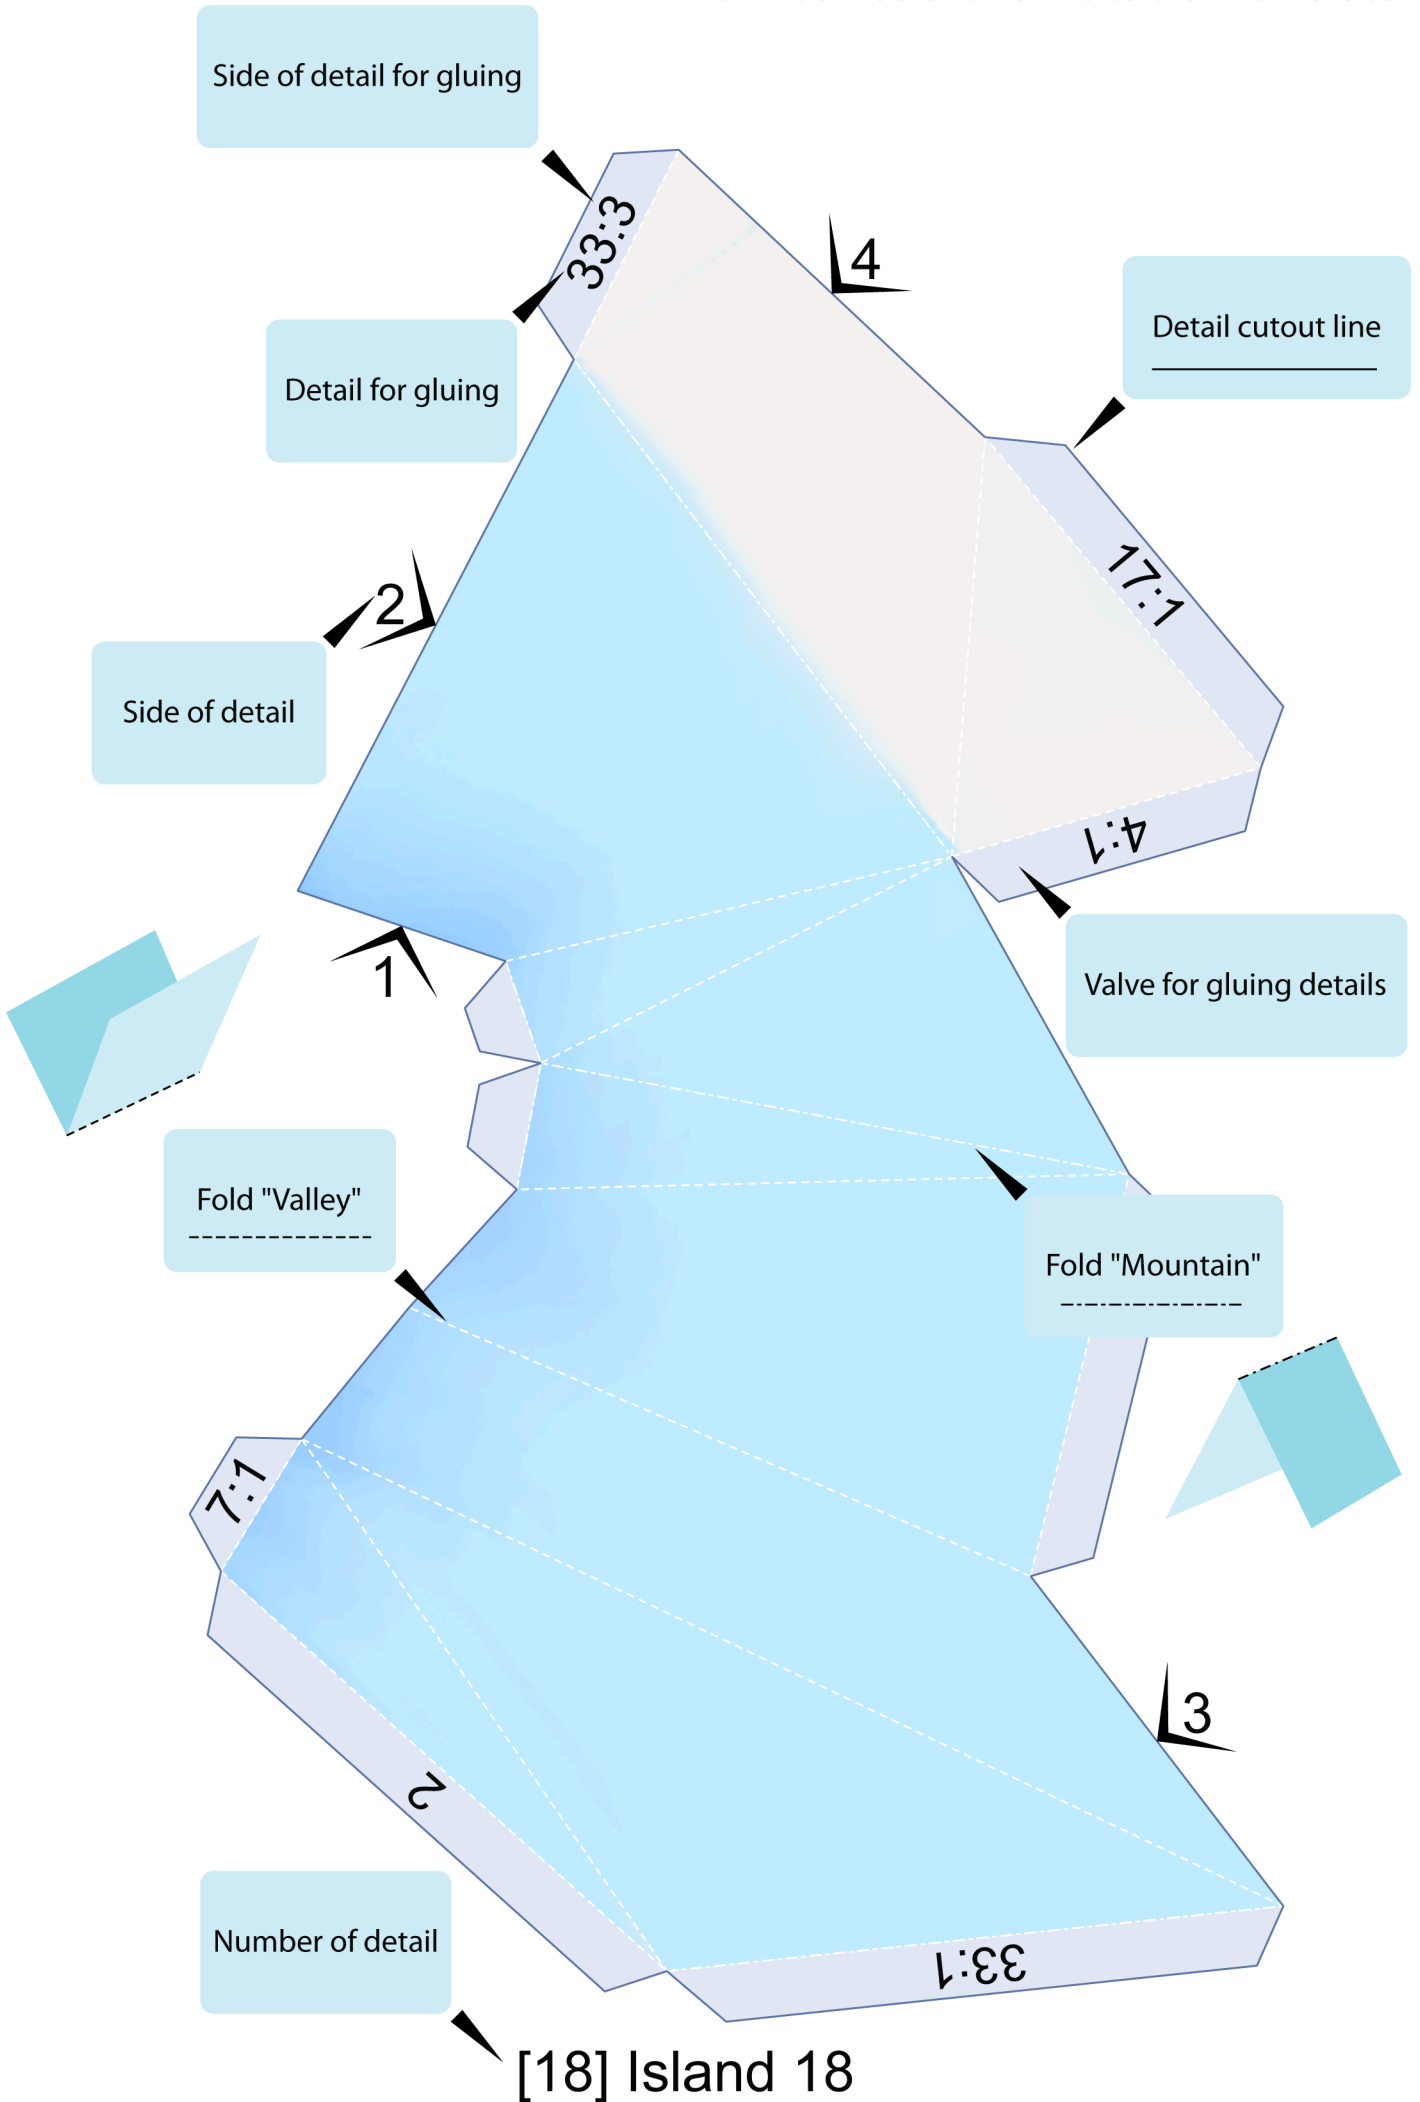 Side of detail for gluing
33:3
4
Detail cutout line
Detail for gluing
17:1
2
Side of detail
4:1
1
Valve for gluing details
Fold "Valley"
Fold "Mountain"
7:1
3
2
Number of detail
33:1
[18] Island 18